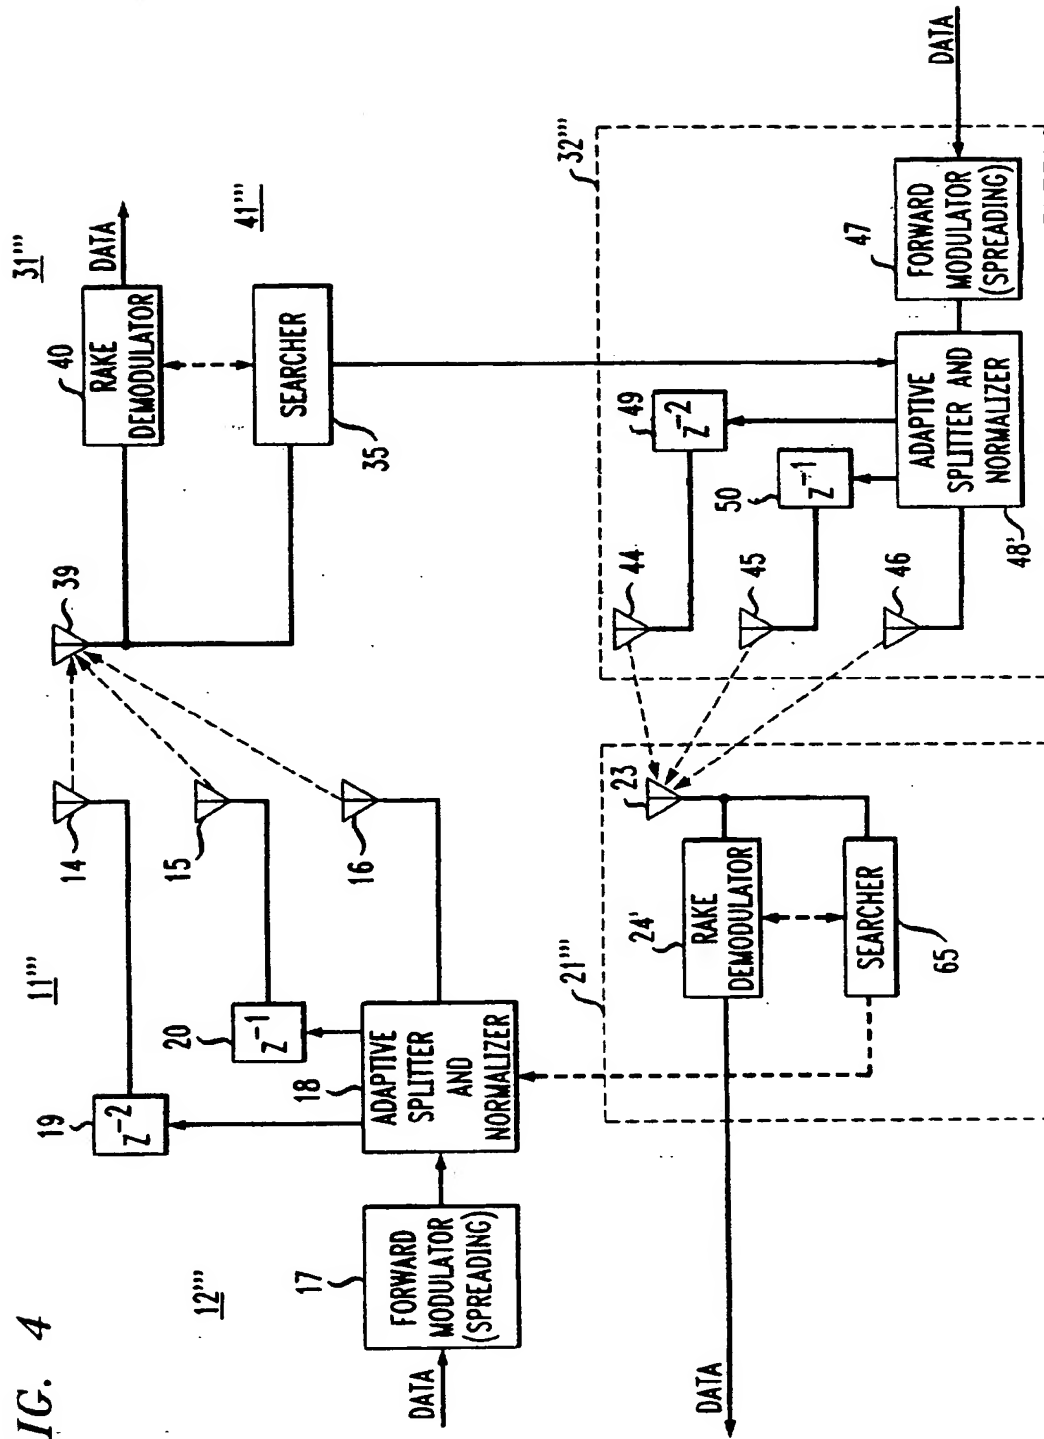 IG. 4
11'''
12'''
DATA
17
FORWARD
MODULATOR
(SPREADING)
18
ADAPTIVE
SPLITTER
AND
NORMALIZER
19
Z-2
20
Z-1
14
15
16
39
31'''
40
RAKE
DEMODULATOR
DATA
41'''
SEARCHER
35
21'''
23
24'
RAKE
DEMODULATOR
SEARCHER
65
DATA
32'''
44
45
46
49
Z-2
50
Z-1
ADAPTIVE
SPLITTER AND
NORMALIZER
48'
47
FORWARD
MODULATOR
(SPREADING)
DATA